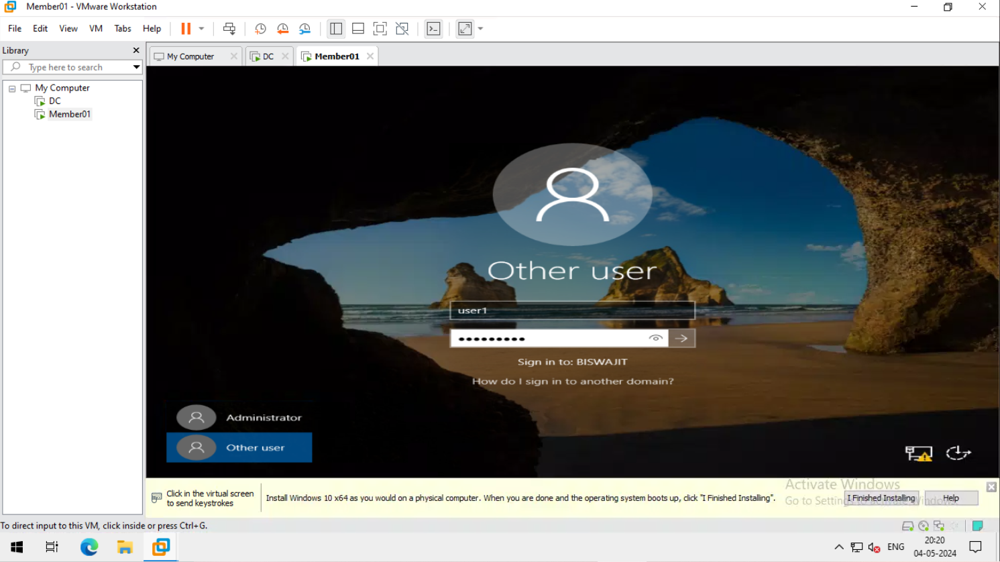 Member01 - VMware Workstation
File Edit View VM Tabs Help
Library
Type here to search
My Computer
DC
Member01
My Computer
DC
Member01
Other user
user1
Sign in to: BISWAJIT
How do I sign in to another domain?
Administrator
Other user
Click in the virtual screen
to send keystrokes
Install Windows 10 x64 as you would on a physical computer. When you are done and the operating system boots up, click "I Finished Installing".
I Finished Installing
Help
Activate Windows
Go to Settings to activate Windows.
To direct input to this VM, click inside or press Ctrl+G.
ENG
20:20
04-05-2024